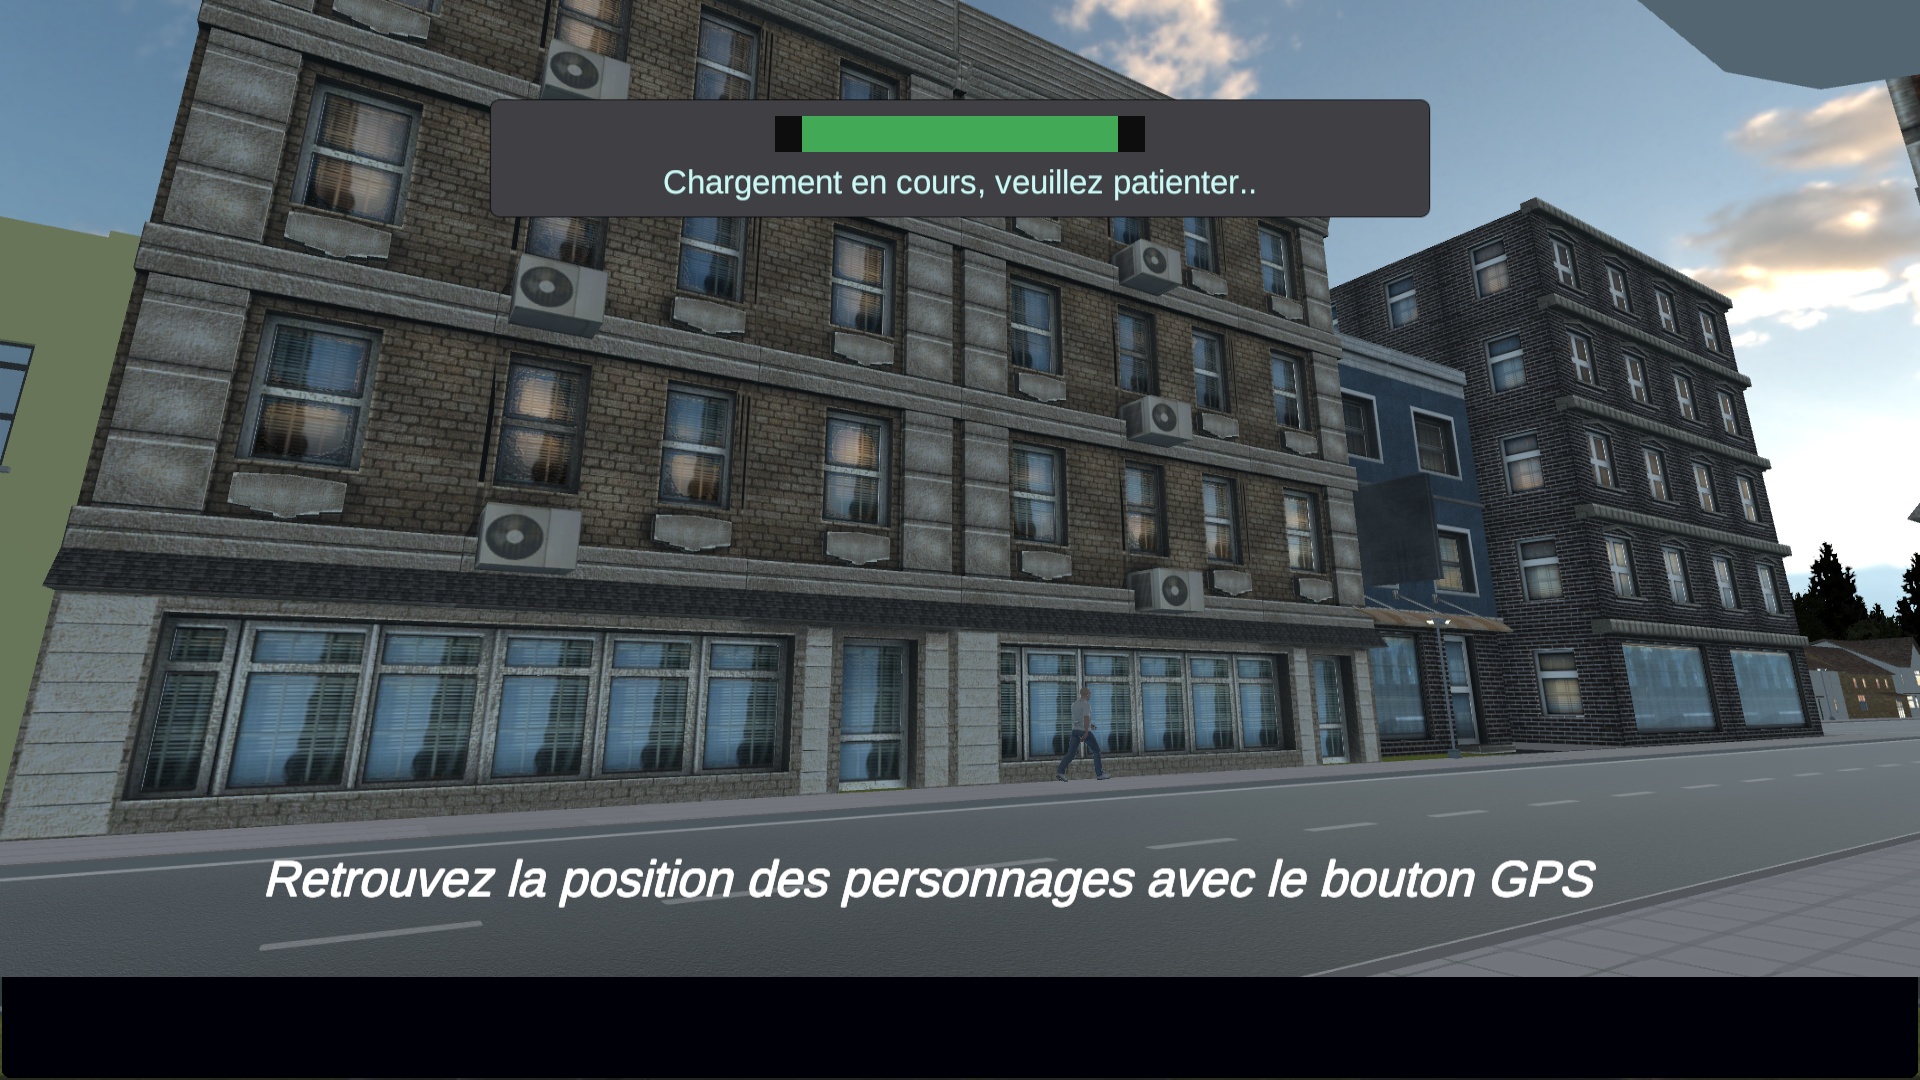 Chargement en cours, veuillez patienter..
Retrouvez la position des personnages avec le bouton GPS